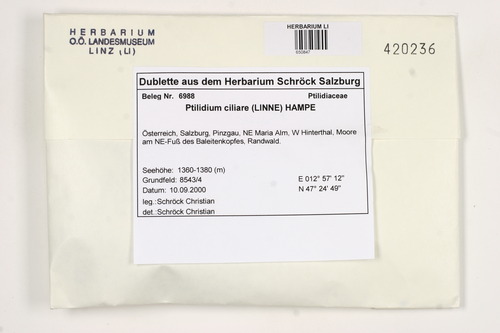 HERBARIUM
O.Ö. LANDESMUSEUM
LINZ (LI)
HERBARIUM LI
420236
Dublette aus dem Herbarium Schröck Salzburg
Beleg Nr. 6988 Ptilidiaceae
Ptilidium ciliare (LINNE) HAMPE
Österreich, Salzburg, Pinzgau, NE Maria Alm, W Hinterthal, Moore
am NE-Fuß des Baleitenkopfes, Randwald.
Seehöhe: 1360-1380 (m)
Grundfeld: 8543/4 E 012° 57' 12"
Datum: 10.09.2000 N 47° 24' 49"
leg.:Schröck Christian
det.:Schröck Christian